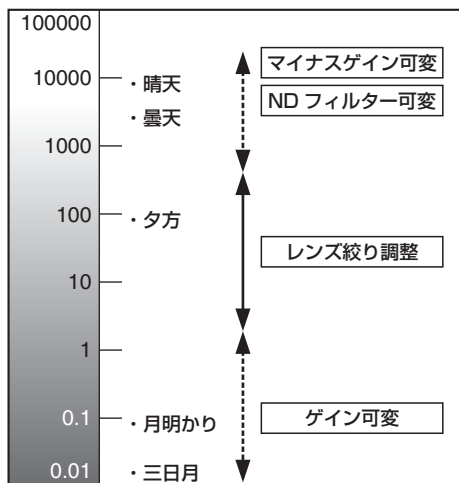 100000
マイナスゲイン可変
10000
・晴天
ND フィルター可変
・曇天
1000
100
・夕方
レンズ絞り調整
10
1
0.1
・月明かり
ゲイン可変
0.01
・三日月